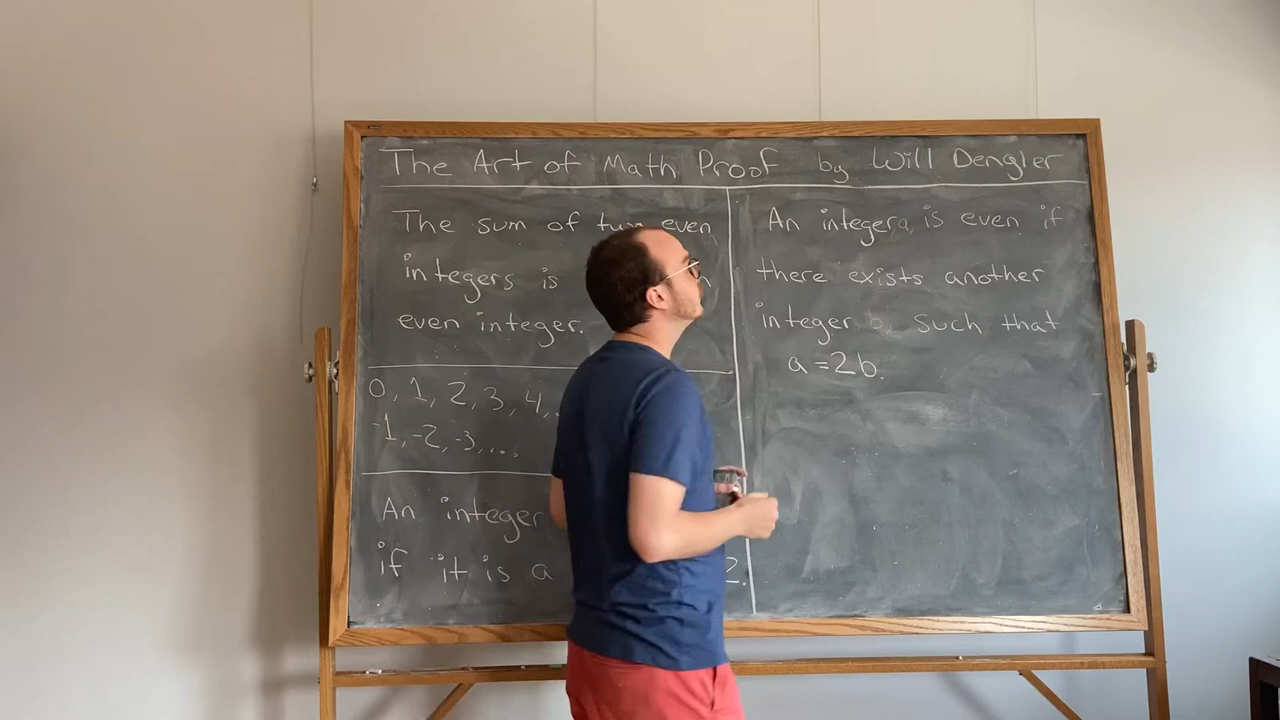 The Art of Math Proof by Will Dengler
The sum of two even
integers is
even integer.
0, 1, 2, 3, 4,
-1, -2, -3, ...
An integer
if it is a 2.
An integer a, is even if
there exists another
integer b, such that
a = 2b.